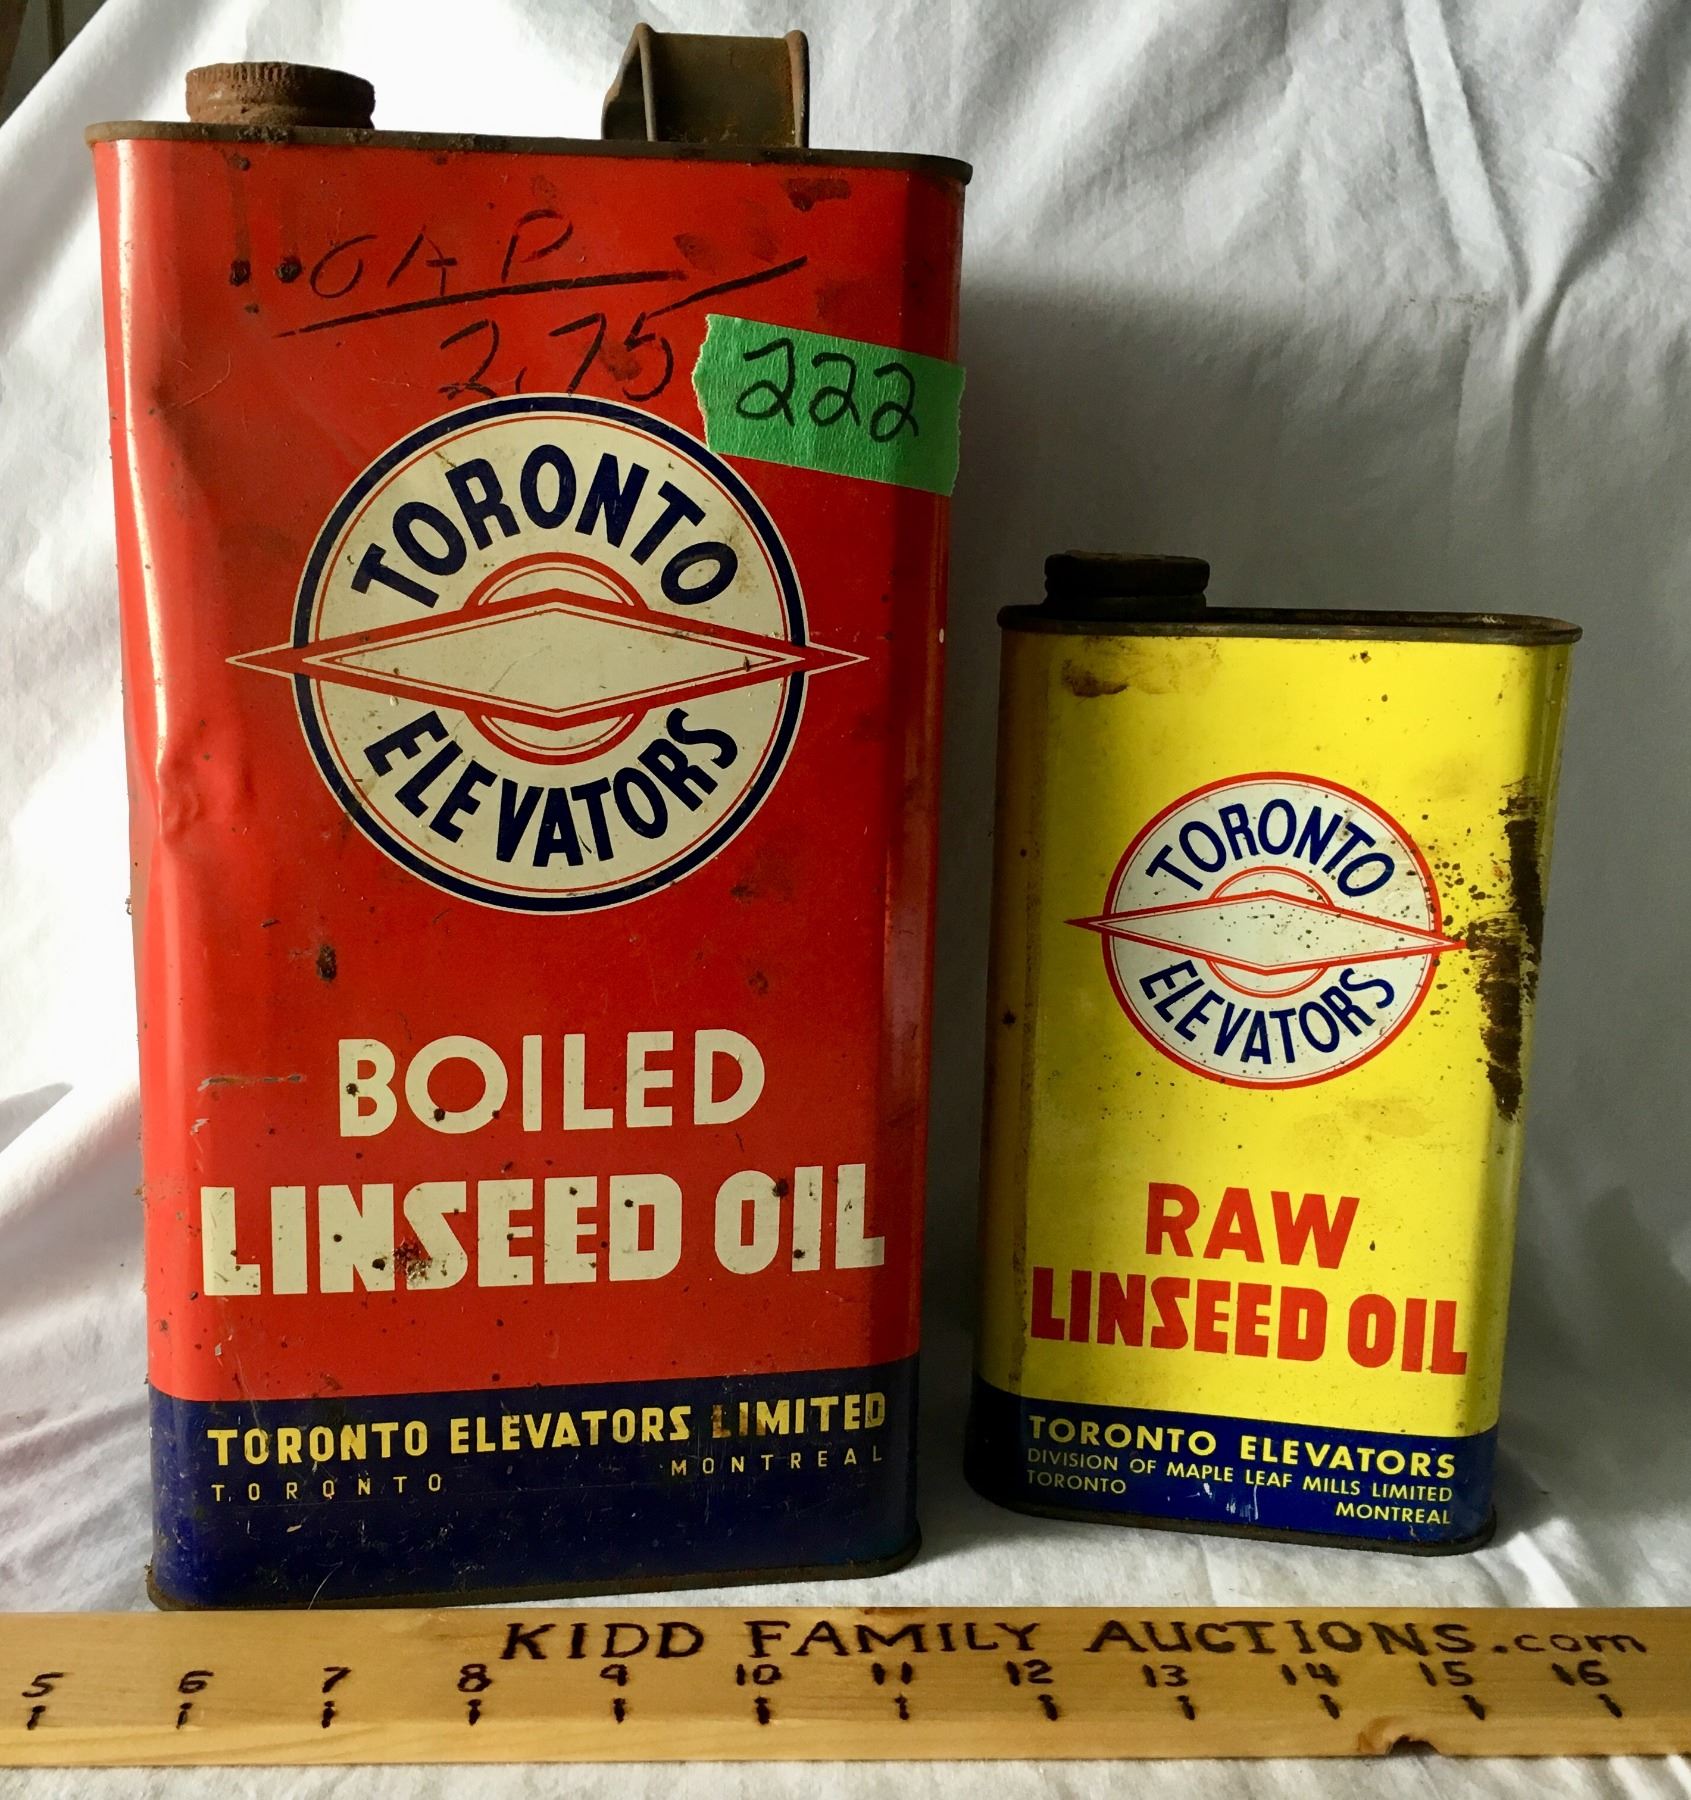 OAP
2.75
222
TORONTO
ELEVATORS
BOILED
LINSEED OIL
TORONTO ELEVATORS LIMITED
TORONTO MONTREAL
TORONTO
ELEVATORS
RAW
LINSEED OIL
TORONTO ELEVATORS
DIVISION OF MAPLE LEAF MILLS LIMITED
TORONTO
MONTREAL
KIDD FAMILY AUCTIONS.com
5 6 7 8 9 10 11 12 13 14 15 16